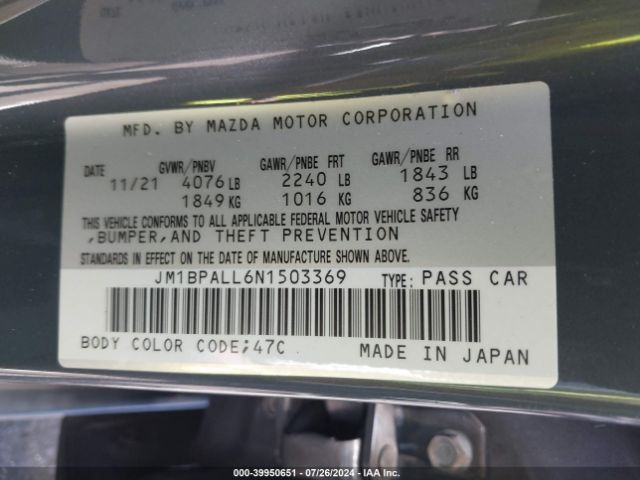 MFD. BY MAZDA MOTOR CORPORATION
DATE GVWR/PNBV GAWR/PNBE FRT GAWR/PNBE RR
11/21 4076 LB 2240 LB 1843 LB
1849 KG 1016 KG 836 KG
THIS VEHICLE CONFORMS TO ALL APPLICABLE FEDERAL MOTOR VEHICLE SAFETY
,BUMPER,AND THEFT PREVENTION
STANDARDS IN EFFECT ON THE DATE OF MANUFACTURE SHOWN ABOVE.
JM1BPALL6N1503369 TYPE: PASS CAR
BODY COLOR CODE;47C MADE IN JAPAN
000-39950651 - 07/26/2024 - IAA Inc.